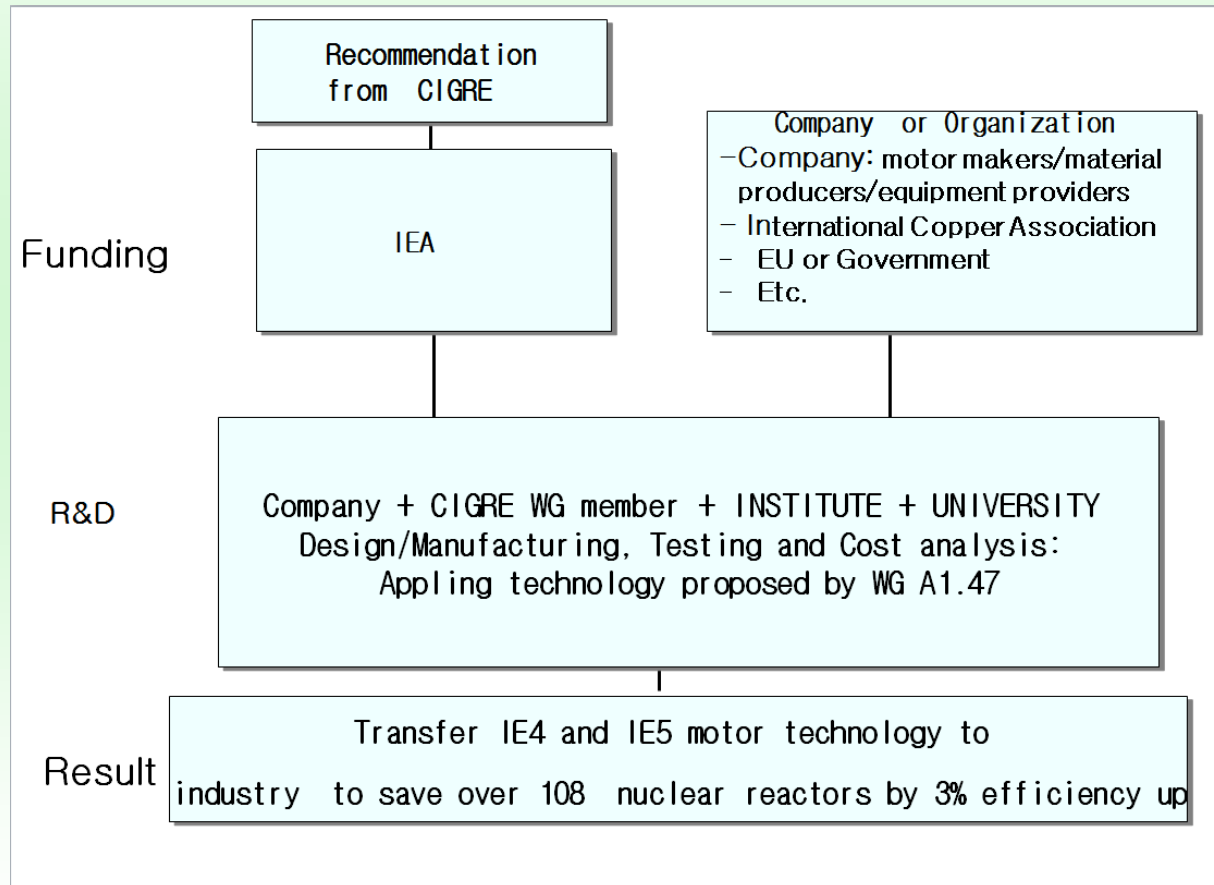 Recommendation
from CIGRE
Company or Organization
-Company: motor makers/material
producers/equipment providers
- International Copper Association
- EU or Government
- Etc.
Funding
IEA
R&D
Company + CIGRE WG member + INSTITUTE + UNIVERSITY
Design/Manufacturing, Testing and Cost analysis:
Appling technology proposed by WG A1.47
Result
Transfer IE4 and IE5 motor technology to
industry to save over 108 nuclear reactors by 3% efficiency up